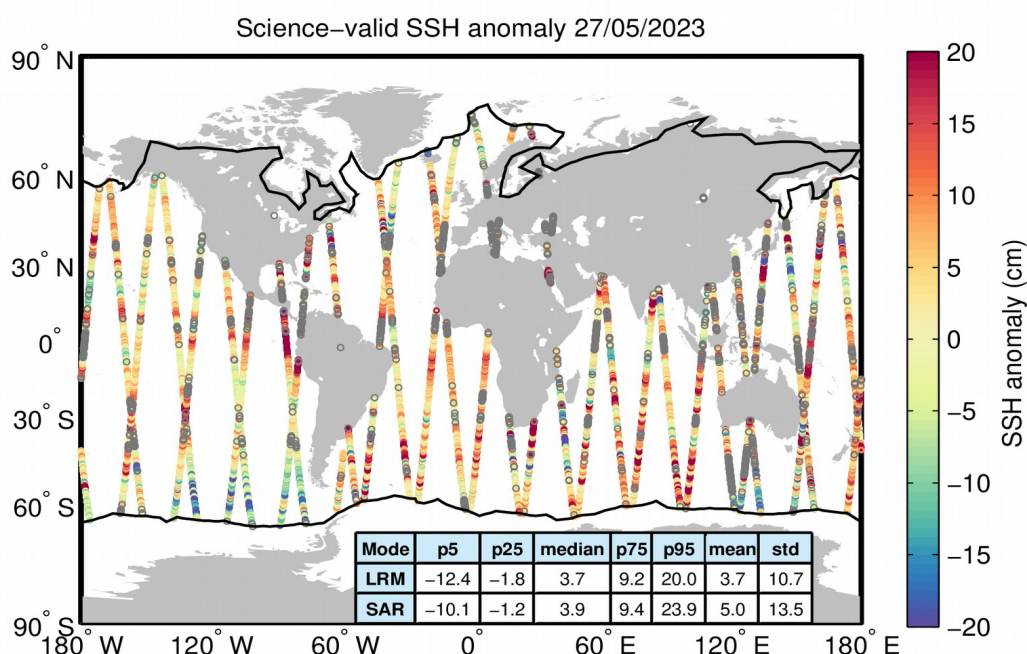 Science−valid SSH anomaly 27/05/2023
90° N
60° N
30° N
0°
30° S
60° S
90° S
180° W
120° W
60° W
0°
60° E
120° E
180° E
Mode p5 p25 median p75 p95 mean std
LRM −12.4 −1.8 3.7 9.2 20.0 3.7 10.7
SAR −10.1 −1.2 3.9 9.4 23.9 5.0 13.5
20
15
10
5
0
−5
−10
−15
−20
SSH anomaly (cm)